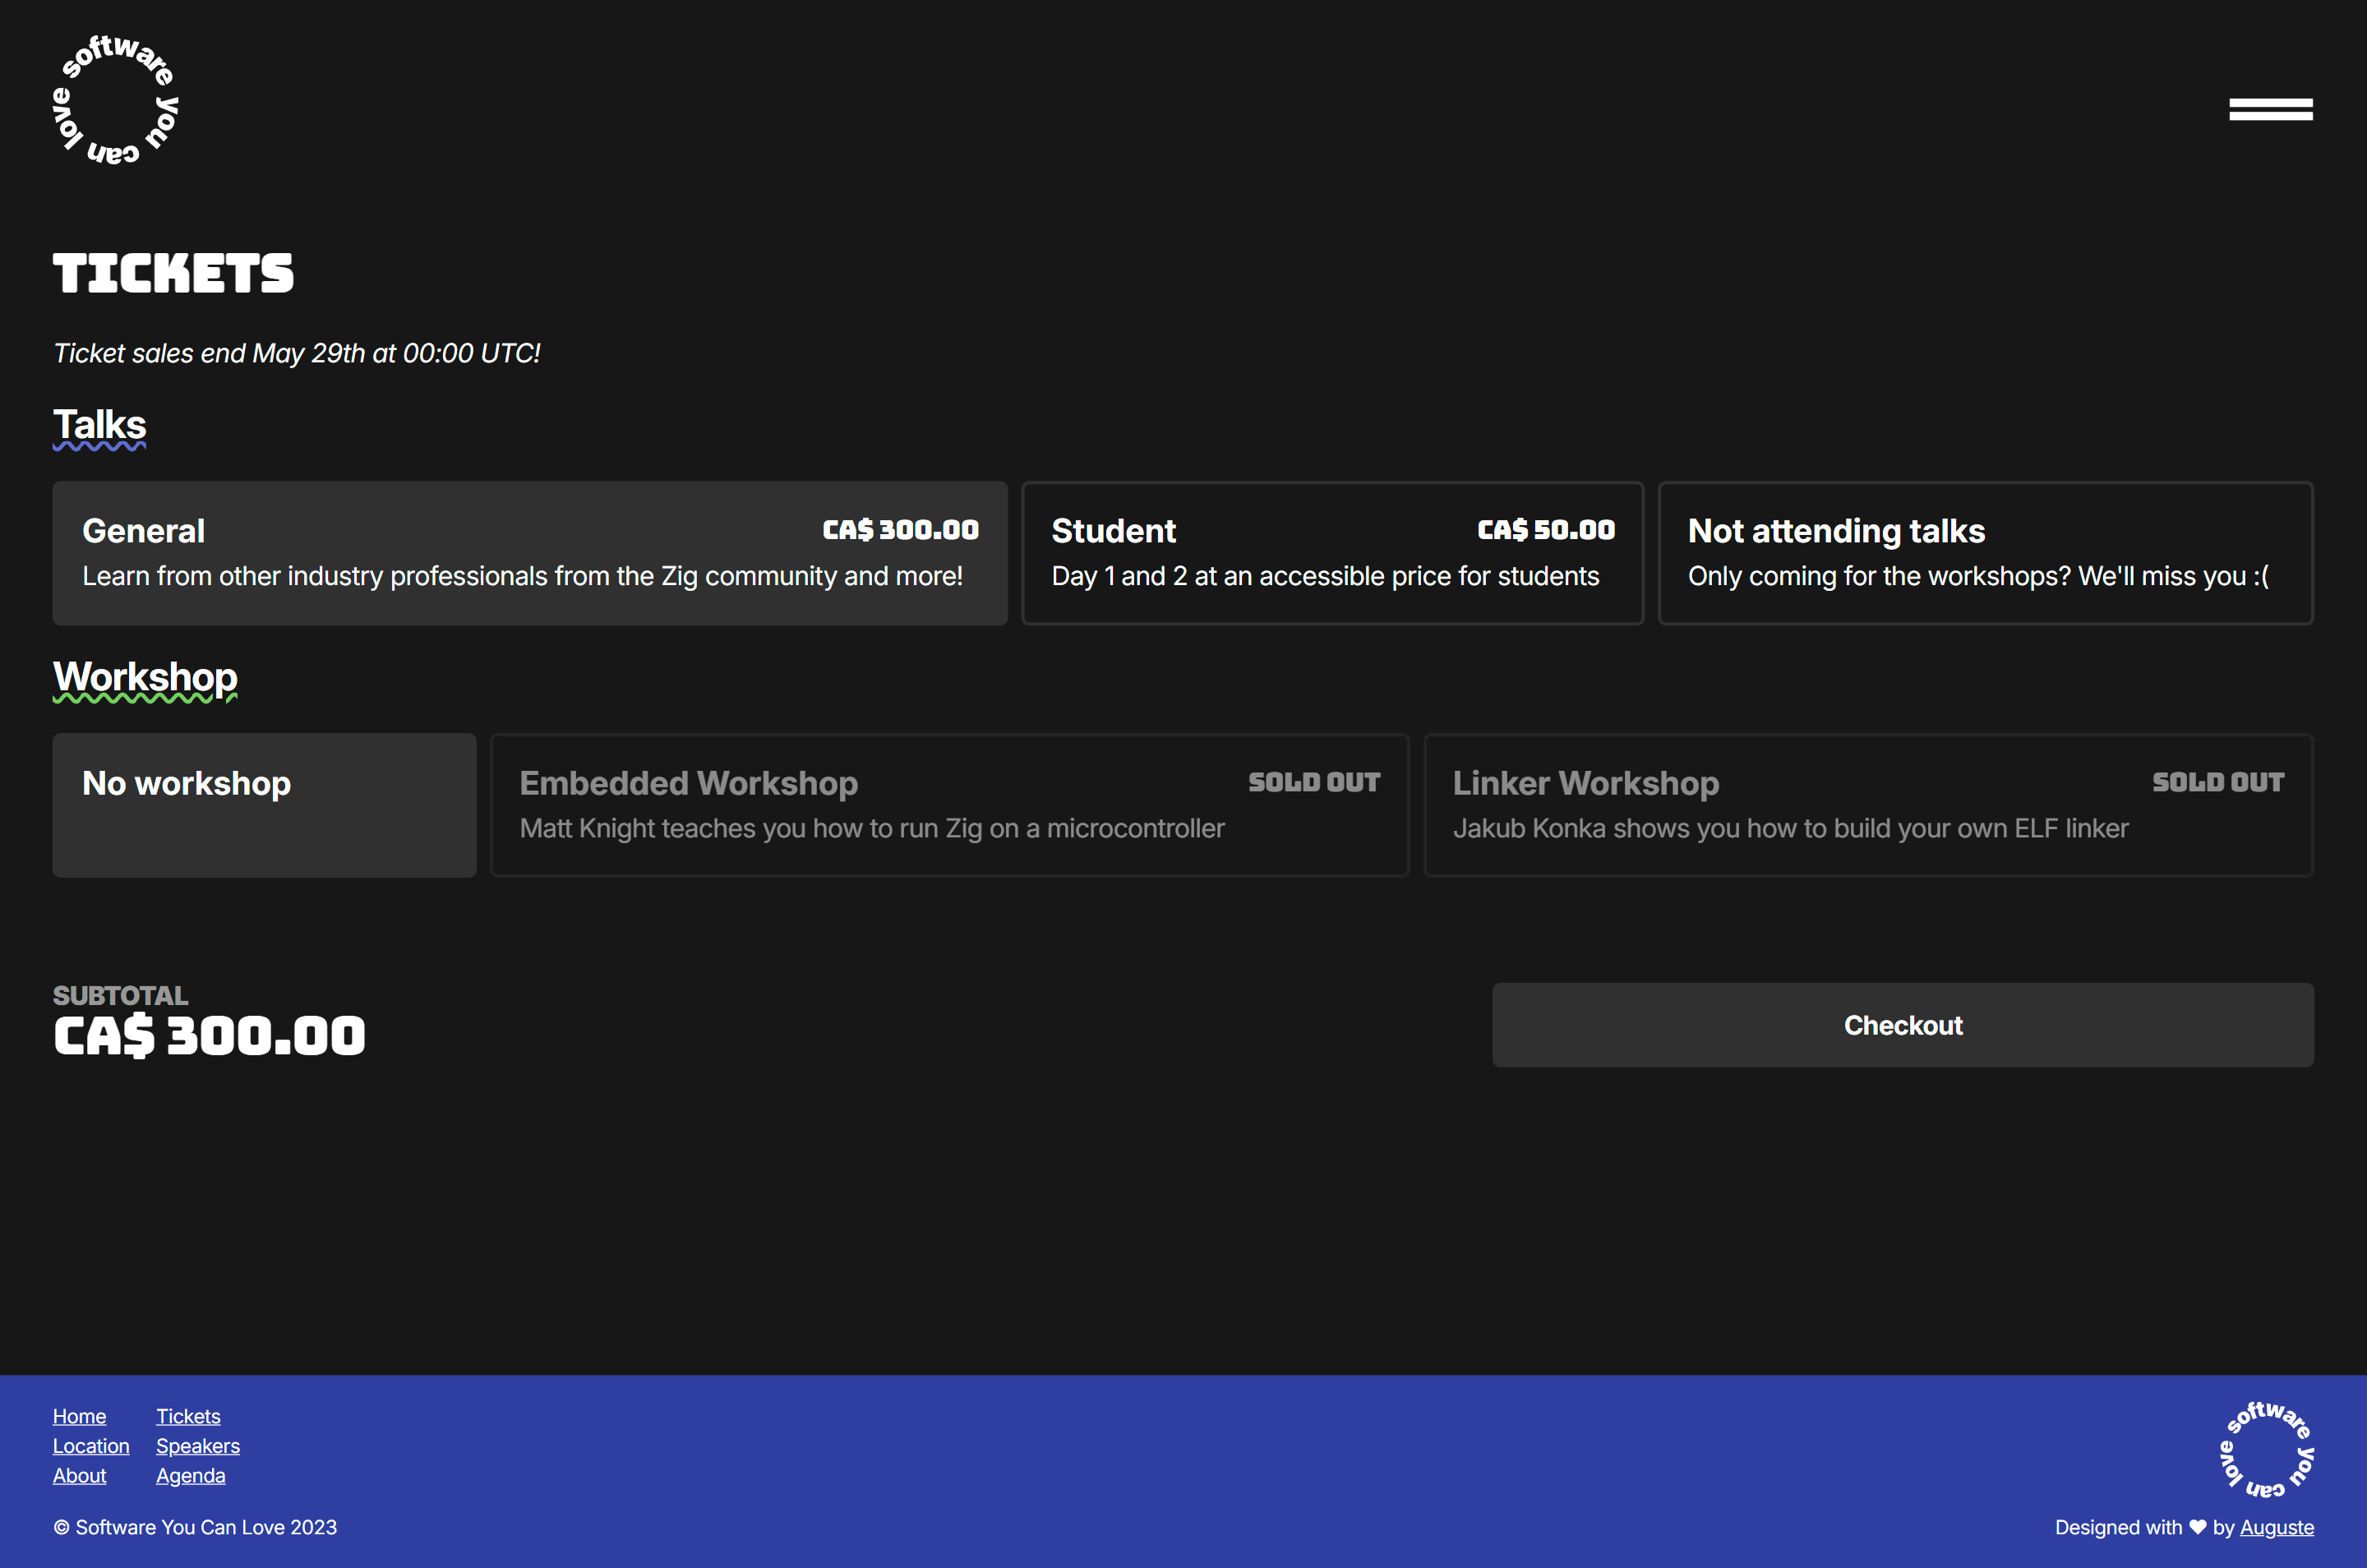 software you can love
TICKETS
Ticket sales end May 29th at 00:00 UTC!
Talks
General
CA$ 300.00
Learn from other industry professionals from the Zig community and more!
Student
CA$ 50.00
Day 1 and 2 at an accessible price for students
Not attending talks
Only coming for the workshops? We'll miss you :(
Workshop
No workshop
Embedded Workshop
SOLD OUT
Matt Knight teaches you how to run Zig on a microcontroller
Linker Workshop
SOLD OUT
Jakub Konka shows you how to build your own ELF linker
SUBTOTAL
CA$ 300.00
Checkout
Home
Tickets
Location
Speakers
About
Agenda
© Software You Can Love 2023
software you can love
Designed with ♥ by Auguste